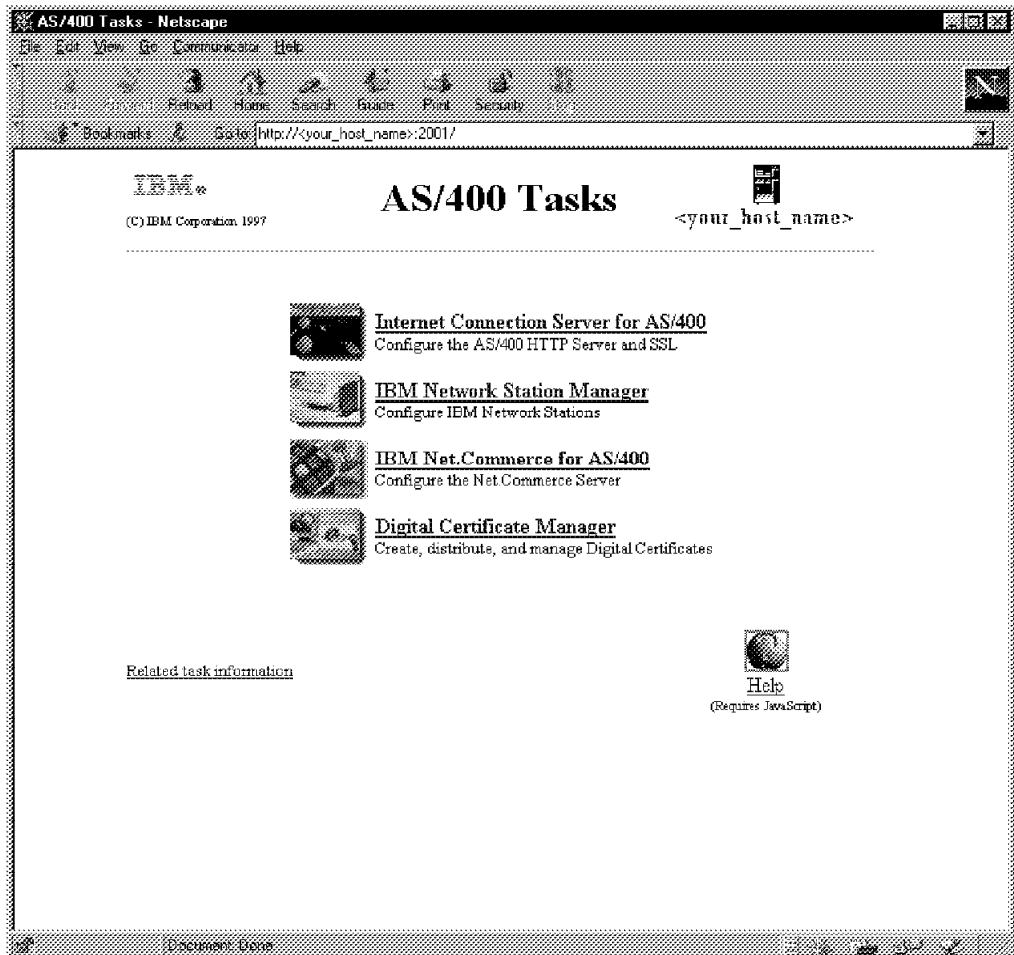 AS/400 Tasks - Netscape
File Edit View Go Communicator Help
Back Forward Reload Home Search Guide Print Security Stop
Bookmarks Go to: http://<your_host_name>:2001/
IBM®
(C) IBM Corporation 1997
AS/400 Tasks
<your_host_name>
Internet Connection Server for AS/400
Configure the AS/400 HTTP Server and SSL
IBM Network Station Manager
Configure IBM Network Stations
IBM Net.Commerce for AS/400
Configure the Net.Commerce Server
Digital Certificate Manager
Create, distribute, and manage Digital Certificates
Related task information
Help
(Requires JavaScript)
Document: Done